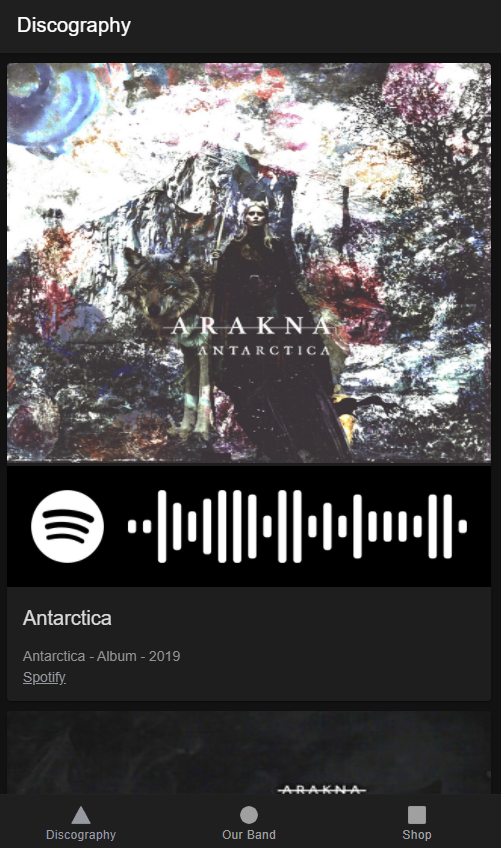 Discography
ARAKNA
ANTARCTICA
Antarctica
Antarctica - Album - 2019
Spotify
ARAKNA
Discography
Our Band
Shop